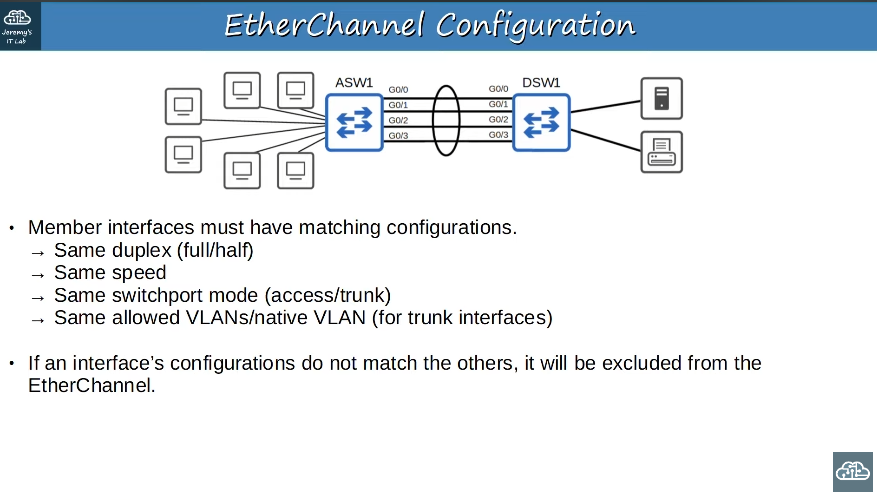 Jeremy's
IT Lab
EtherChannel Configuration
ASW1
DSW1
G0/0
G0/1
G0/2
G0/3
G0/0
G0/1
G0/2
G0/3
• Member interfaces must have matching configurations.
→ Same duplex (full/half)
→ Same speed
→ Same switchport mode (access/trunk)
→ Same allowed VLANs/native VLAN (for trunk interfaces)
• If an interface’s configurations do not match the others, it will be excluded from the
EtherChannel.